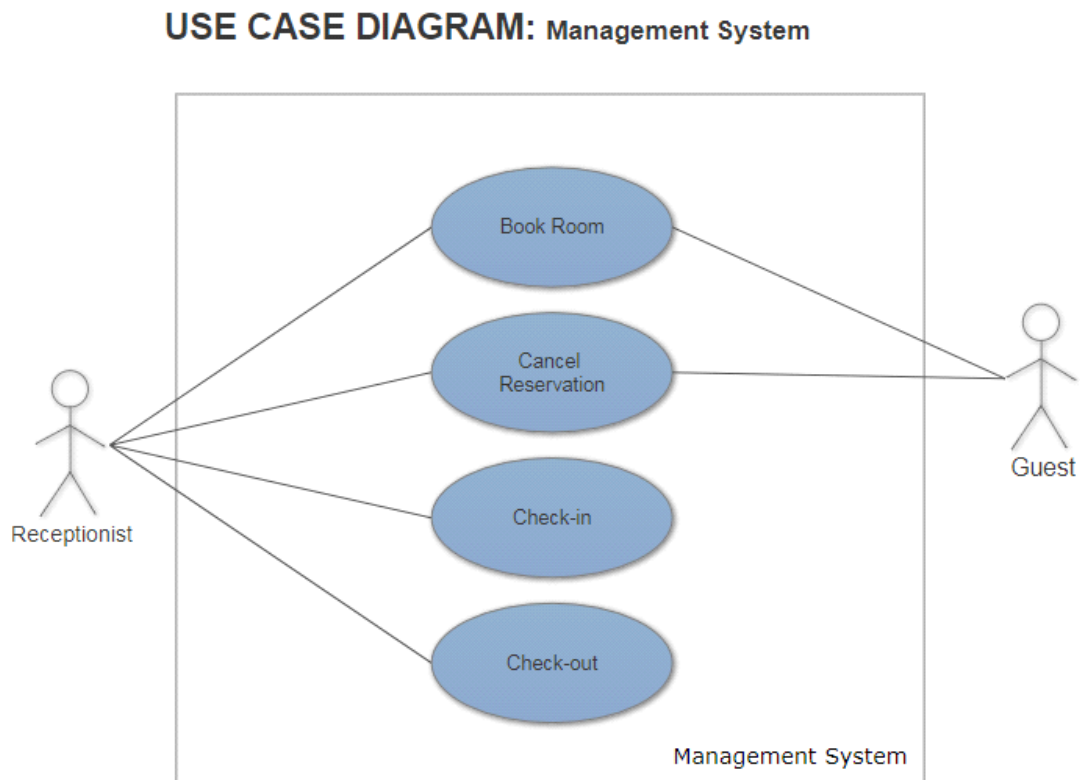 USE CASE DIAGRAM: Management System
Book Room
Cancel
Reservation
Guest
Check-in
Receptionist
Check-out
Management System